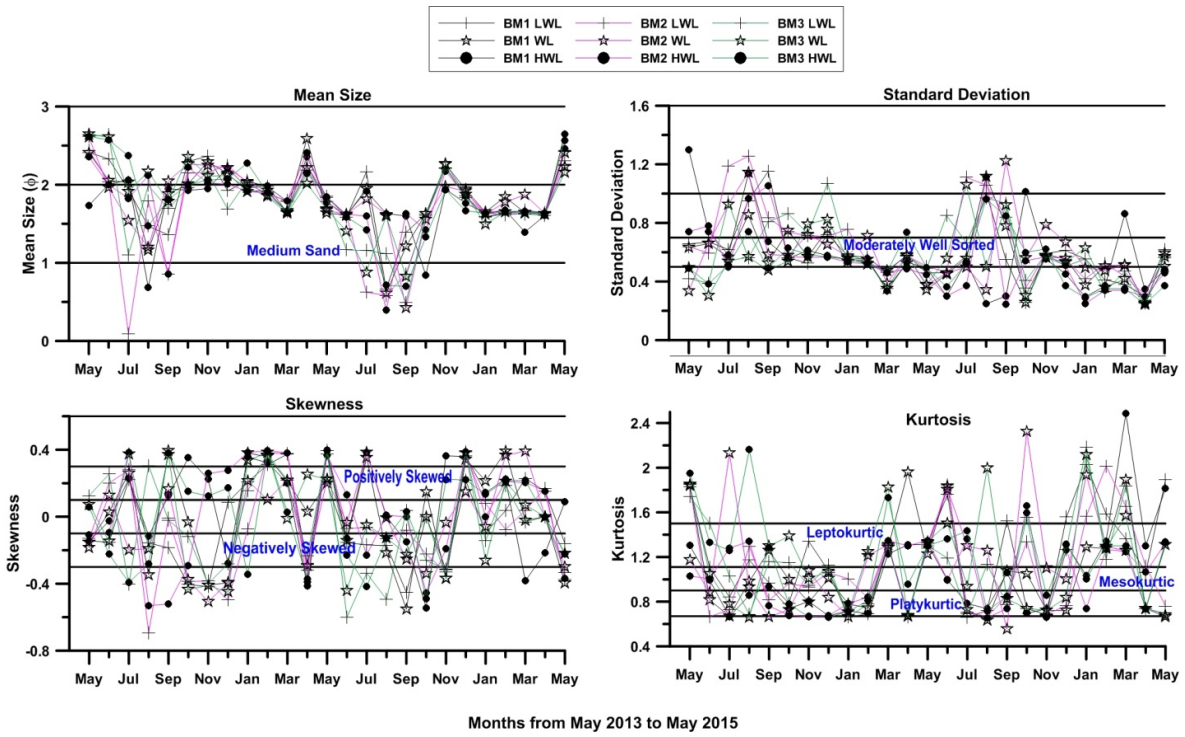 BM1 LWL BM2 LWL BM3 LWL
BM1 WL BM2 WL BM3 WL
BM1 HWL BM2 HWL BM3 HWL
Mean Size
3
2
1
0
Mean Size (ϕ)
Medium Sand
May Jul Sep Nov Jan Mar May Jul Sep Nov Jan Mar May
Standard Deviation
1.6
1.2
0.8
0.4
0
Standard Deviation
Moderately Well Sorted
May Jul Sep Nov Jan Mar May Jul Sep Nov Jan Mar May
Skewness
0.4
0
-0.4
-0.8
Skewness
Positively Skewed
Negatively Skewed
May Jul Sep Nov Jan Mar May Jul Sep Nov Jan Mar May
Kurtosis
2.4
2
1.6
1.2
0.8
0.4
Kurtosis
Leptokurtic
Mesokurtic
Platykurtic
May Jul Sep Nov Jan Mar May Jul Sep Nov Jan Mar May
Months from May 2013 to May 2015